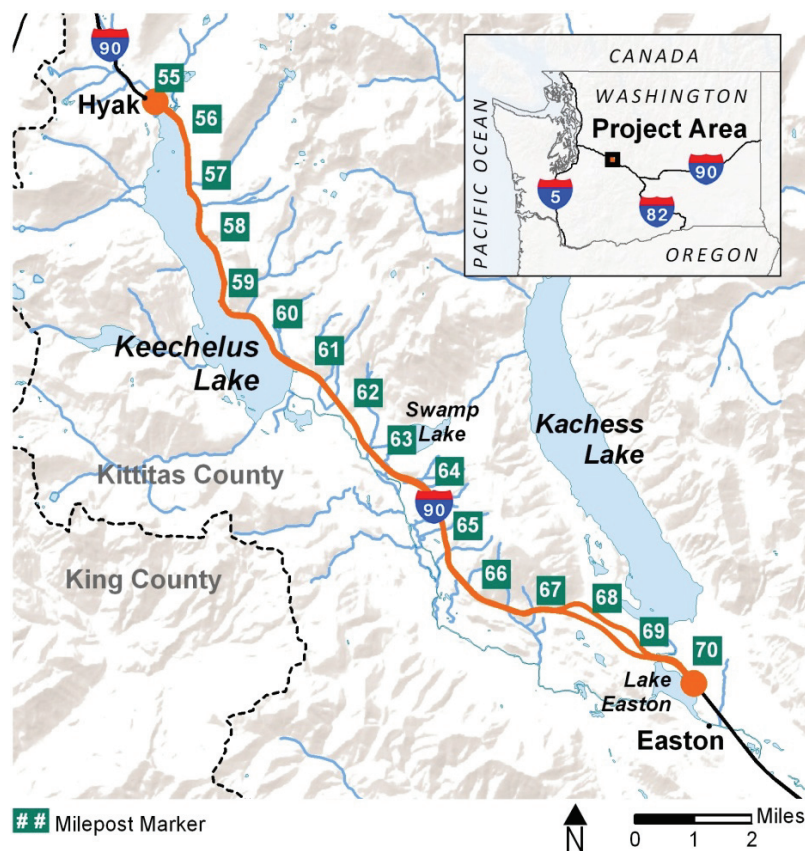 90
55
Hyak
56
57
58
59
60
Keechelus
Lake
61
62
Swamp
Lake
63
64
90
65
66
67
68
69
70
Kachess
Lake
Kittitas County
King County
Lake
Easton
Easton
CANADA
WASHINGTON
Project Area
PACIFIC OCEAN
90
5
82
OREGON
## Milepost Marker
N
Miles
0 1 2